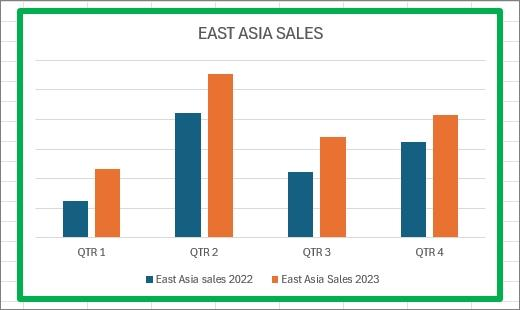 EAST ASIA SALES
QTR 1 QTR 2 QTR 3 QTR 4
East Asia sales 2022 East Asia Sales 2023